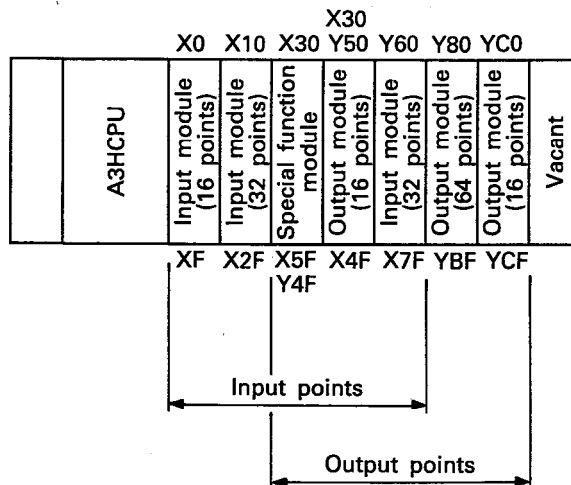 X30
X0 X10 X30 Y50 Y60 Y80 YC0
A3HCPU
Input module
(16 points)
Input module
(32 points)
Special function
module
Output module
(16 points)
Input module
(32 points)
Output module
(64 points)
Output module
(16 points)
Vacant
XF X2F X5F X4F X7F YBF YCF
Y4F
Input points
Output points